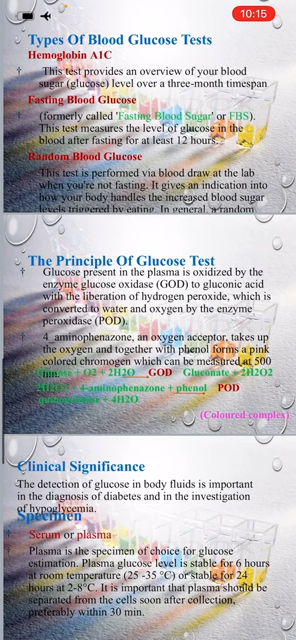 10:15
Types Of Blood Glucose Tests
Hemoglobin A1C
† This test provides an overview of your blood
sugar (glucose) level over a three-month timespan
Fasting Blood Glucose
† (formerly called 'Fasting Blood Sugar' or FBS).
This test measures the level of glucose in the
blood after fasting for at least 12 hours.
Random Blood Glucose
† This test is performed via blood draw at the lab
when you're not fasting. It gives an indication into
how your body handles the increased blood sugar
levels triggered by eating. In general, a random
The Principle Of Glucose Test
† Glucose present in the plasma is oxidized by the
enzyme glucose oxidase (GOD) to gluconic acid
with the liberation of hydrogen peroxide, which is
converted to water and oxygen by the enzyme
peroxidase (POD).
† 4 aminophenazone, an oxygen acceptor, takes up
the oxygen and together with phenol forms a pink
colored chromogen which can be measured at 500
nm.
+ O2 + 2H2O GOD Gluconate + 2H2O2
2H2O2 + 4-aminophenazone + phenol POD
+ 4H2O
(Coloured complex)
Clinical Significance
The detection of glucose in body fluids is important
in the diagnosis of diabetes and in the investigation
of hypoglycemia.
Specimen
† Serum or plasma
Plasma is the specimen of choice for glucose
estimation. Plasma glucose level is stable for 6 hours
at room temperature (25 -35 °C) or stable for 24
hours at 2-8°C. It is important that plasma should be
separated from the cells soon after collection,
preferably within 30 min.